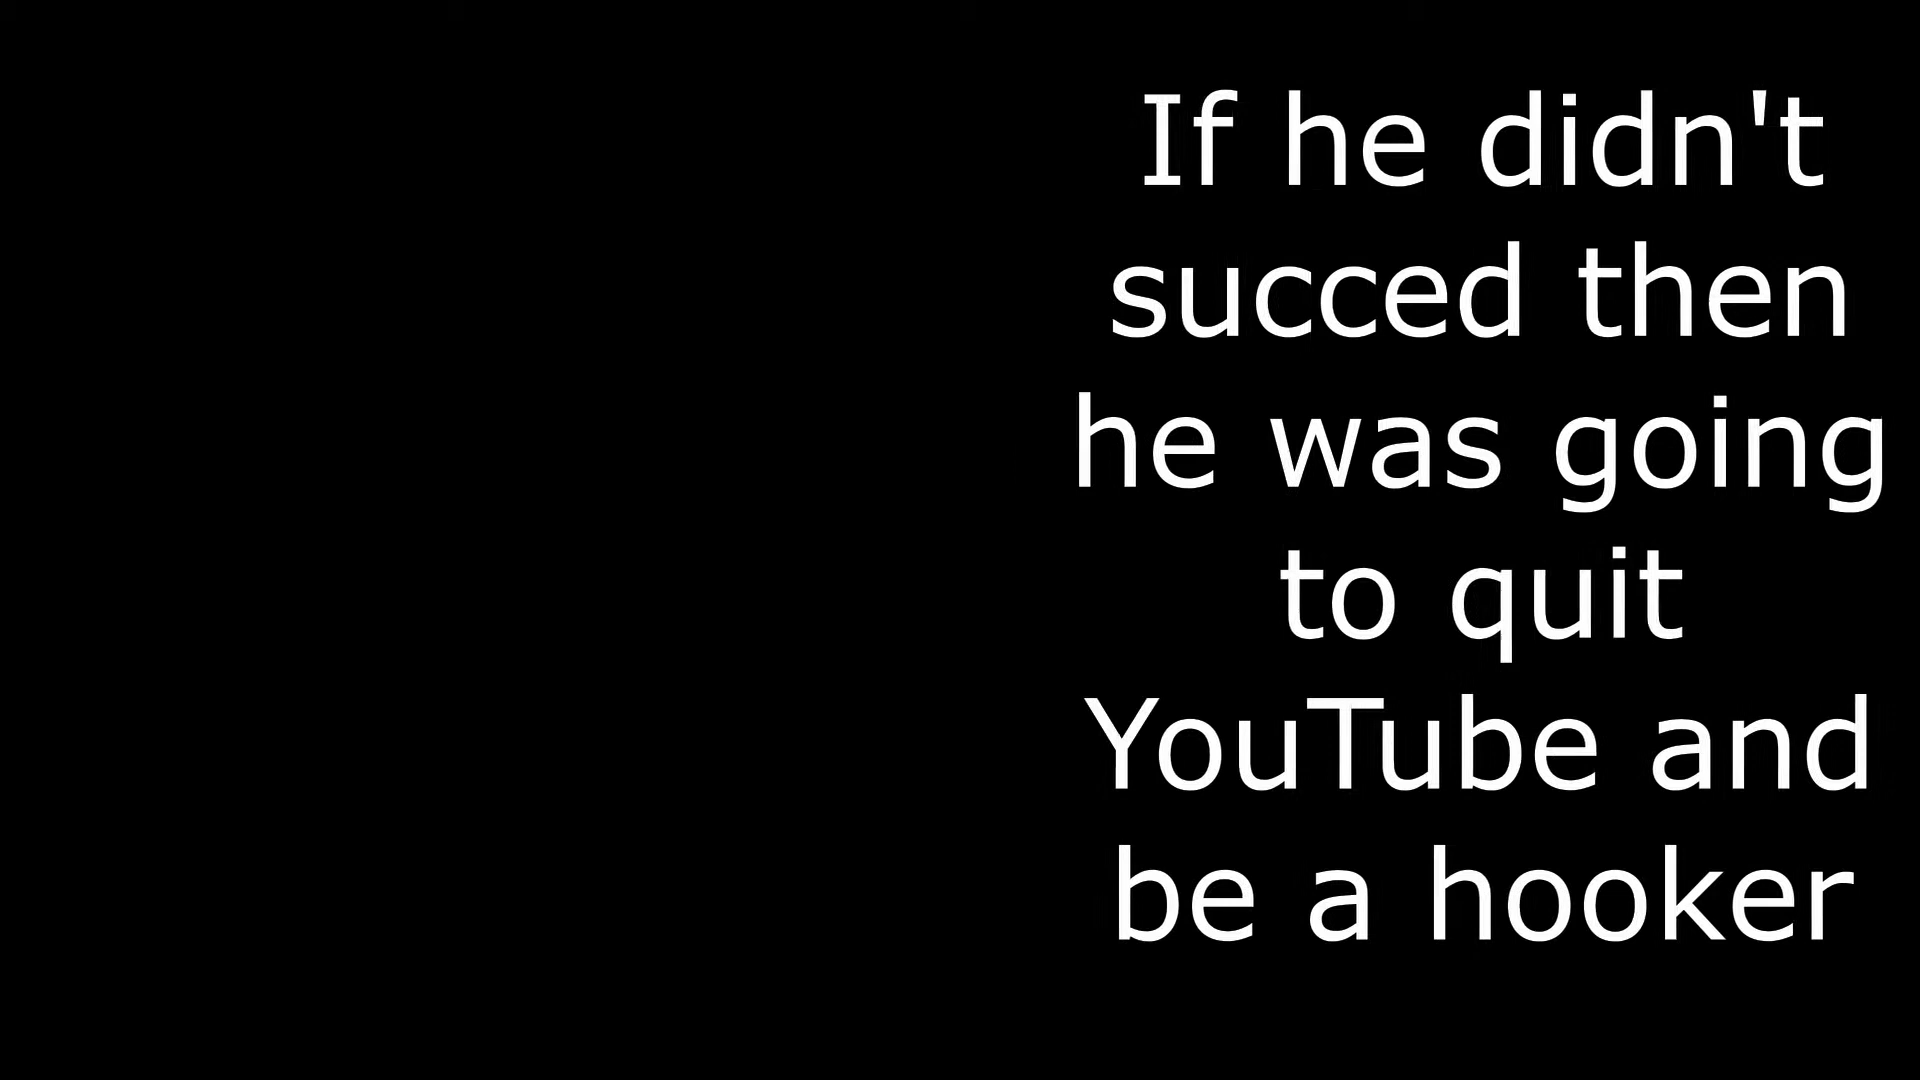 If he didn't
succed then
he was going
to quit
YouTube and
be a hooker